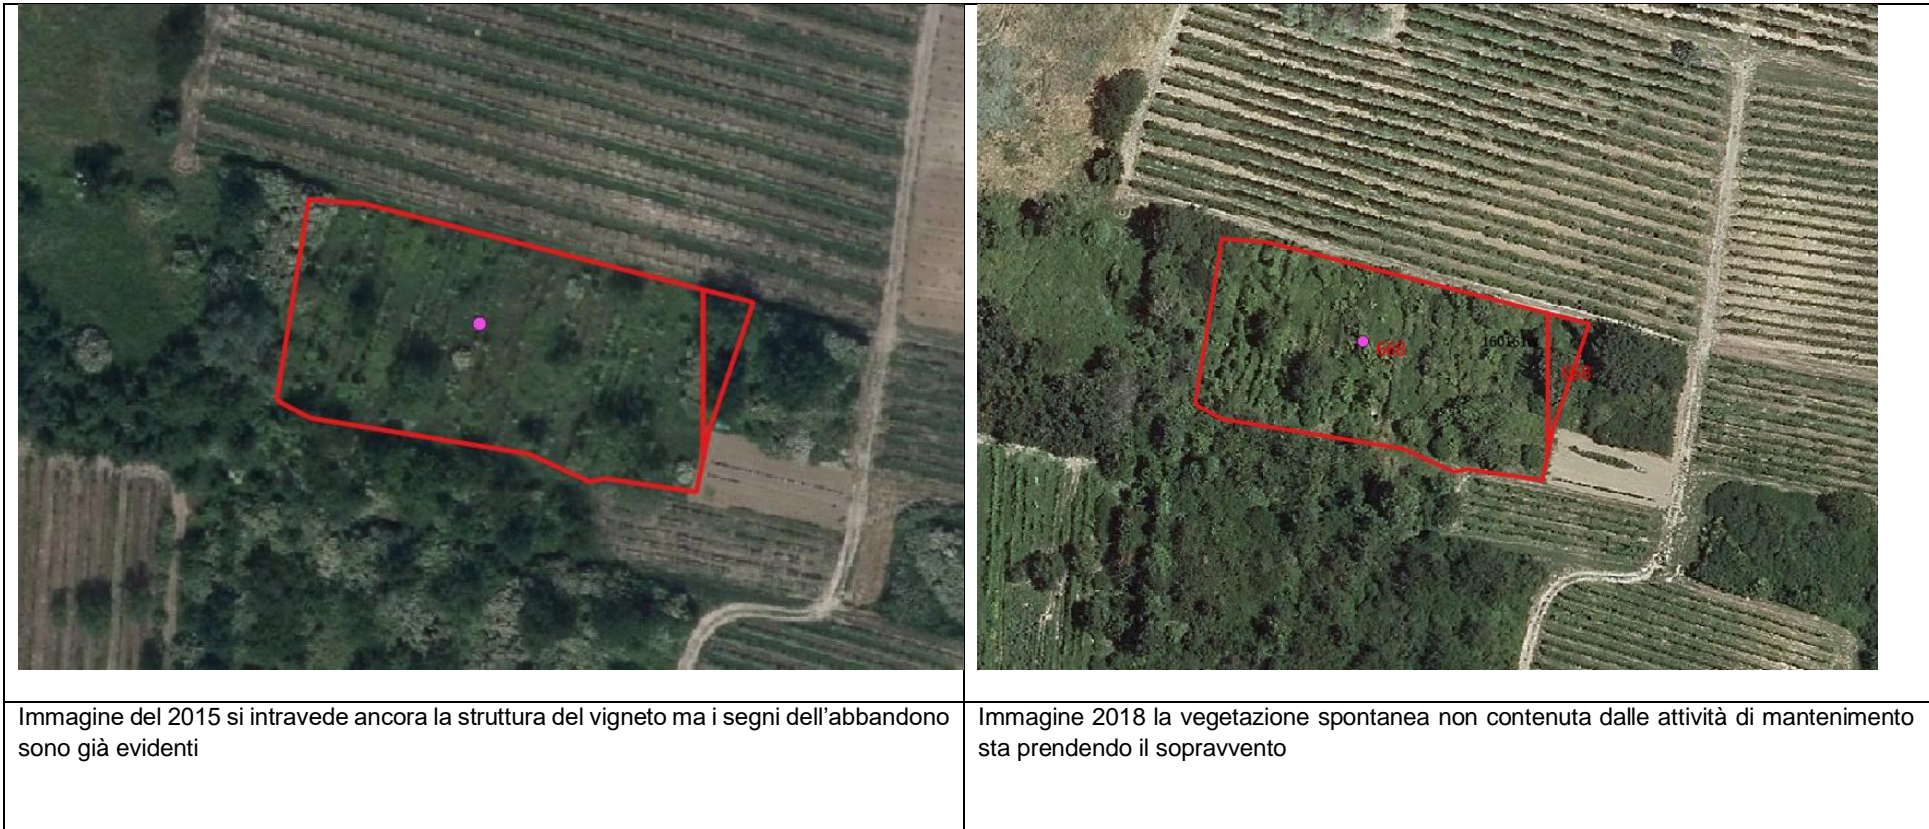 668
668
Immagine del 2015 si intravede ancora la struttura del vigneto ma i segni dell’abbandono
sono già evidenti
Immagine 2018 la vegetazione spontanea non contenuta dalle attività di mantenimento
sta prendendo il sopravvento